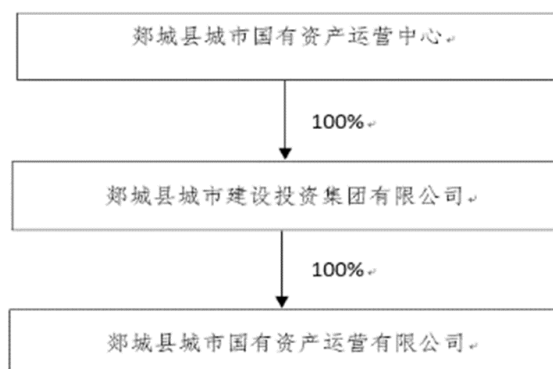 郯城县城市国有资产运营中心
100%
郯城县城市建设投资集团有限公司
100%
郯城县城市国有资产运营有限公司